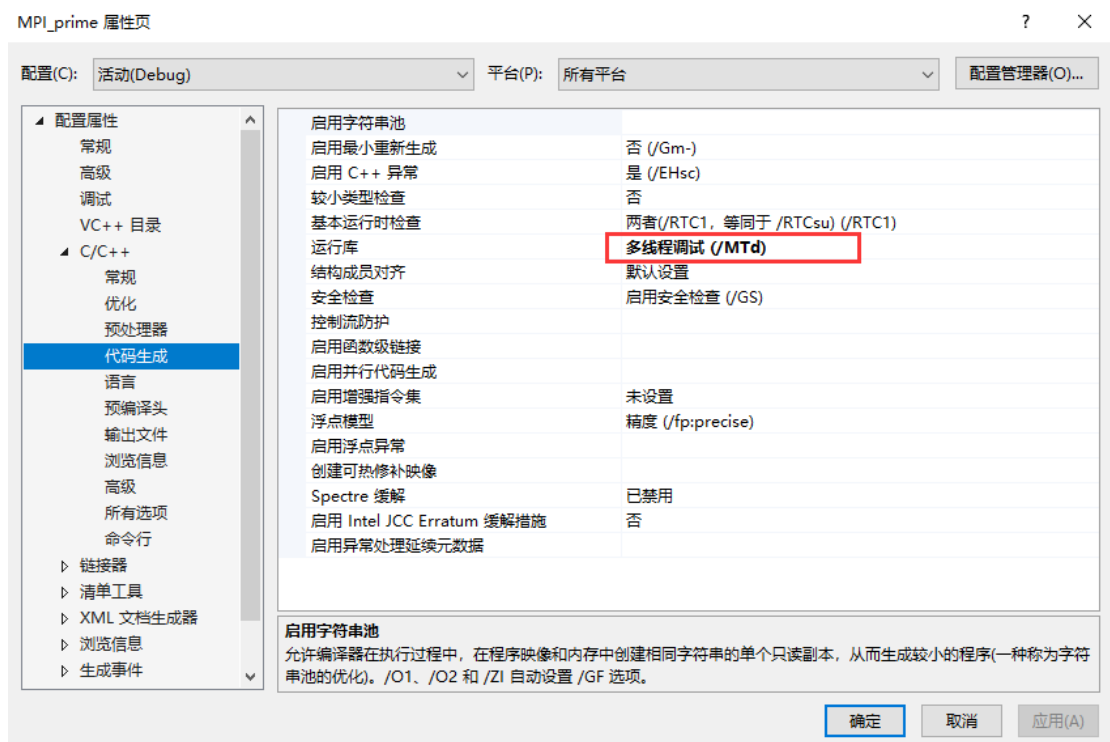 MPI_prime 属性页
配置(C): 活动(Debug) 平台(P): 所有平台 配置管理器(O)...
配置属性
常规
高级
调试
VC++ 目录
C/C++
常规
优化
预处理器
代码生成
语言
预编译头
输出文件
浏览信息
高级
所有选项
命令行
链接器
清单工具
XML 文档生成器
浏览信息
生成事件
启用字符串池
启用最小重新生成 否 (/Gm-)
启用 C++ 异常 是 (/EHsc)
较小类型检查 否
基本运行时检查 两者(/RTC1，等同于 /RTCsu) (/RTC1)
运行库 多线程调试 (/MTd)
结构成员对齐 默认设置
安全检查 启用安全检查 (/GS)
控制流防护
启用函数级链接
启用并行代码生成
启用增强指令集 未设置
浮点模型 精度 (/fp:precise)
启用浮点异常
创建可热修补映像
Spectre 缓解 已禁用
启用 Intel JCC Erratum 缓解措施 否
启用异常处理延续元数据
启用字符串池
允许编译器在执行过程中，在程序映像和内存中创建相同字符串的单个只读副本，从而生成较小的程序(一种称为字符
串池的优化)。/O1、/O2 和 /ZI 自动设置 /GF 选项。
确定 取消 应用(A)